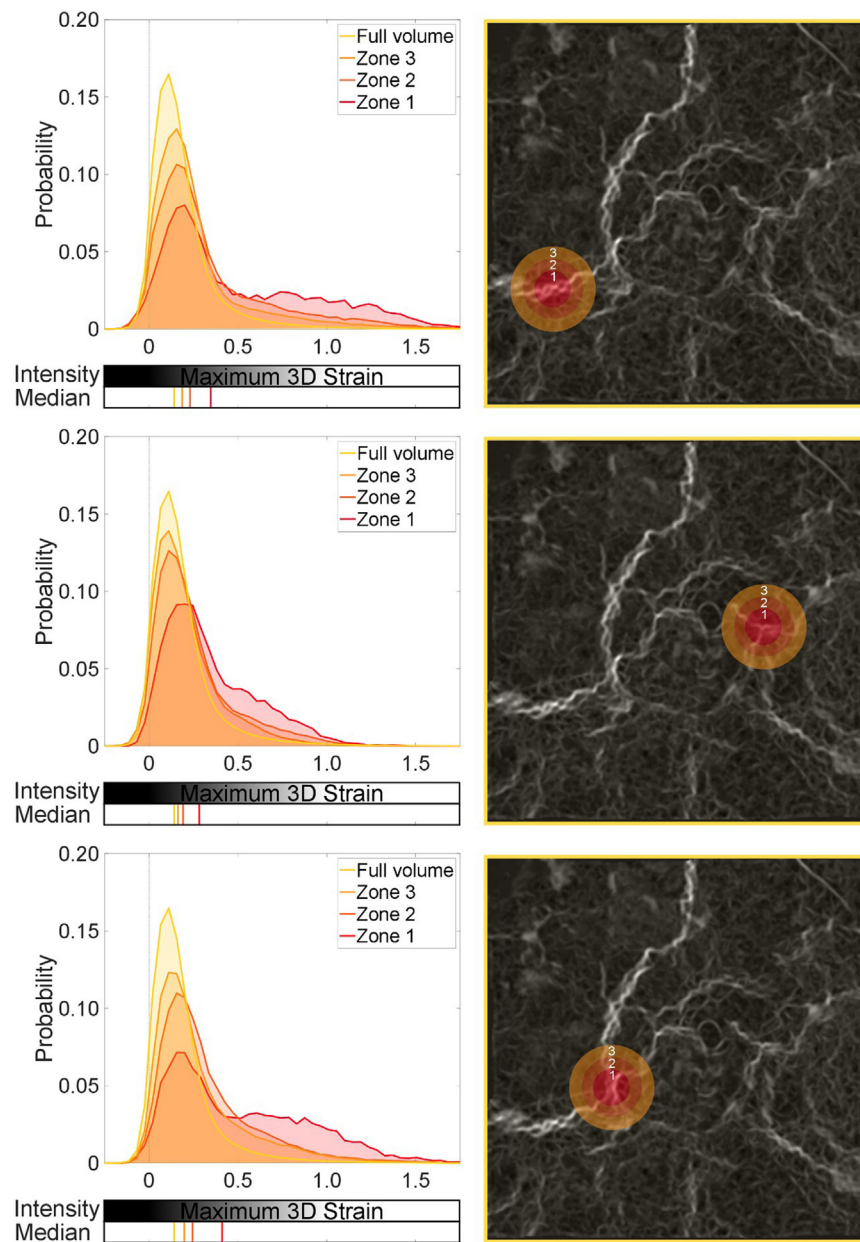 0.20
0.15
0.10
0.05
0
Probability
Full volume
Zone 3
Zone 2
Zone 1
0 0.5 1.0 1.5
Intensity Maximum 3D Strain
Median
3
2
1
0.20
0.15
0.10
0.05
0
Probability
Full volume
Zone 3
Zone 2
Zone 1
0 0.5 1.0 1.5
Intensity Maximum 3D Strain
Median
3
2
1
0.20
0.15
0.10
0.05
0
Probability
Full volume
Zone 3
Zone 2
Zone 1
0 0.5 1.0 1.5
Intensity Maximum 3D Strain
Median
3
2
1